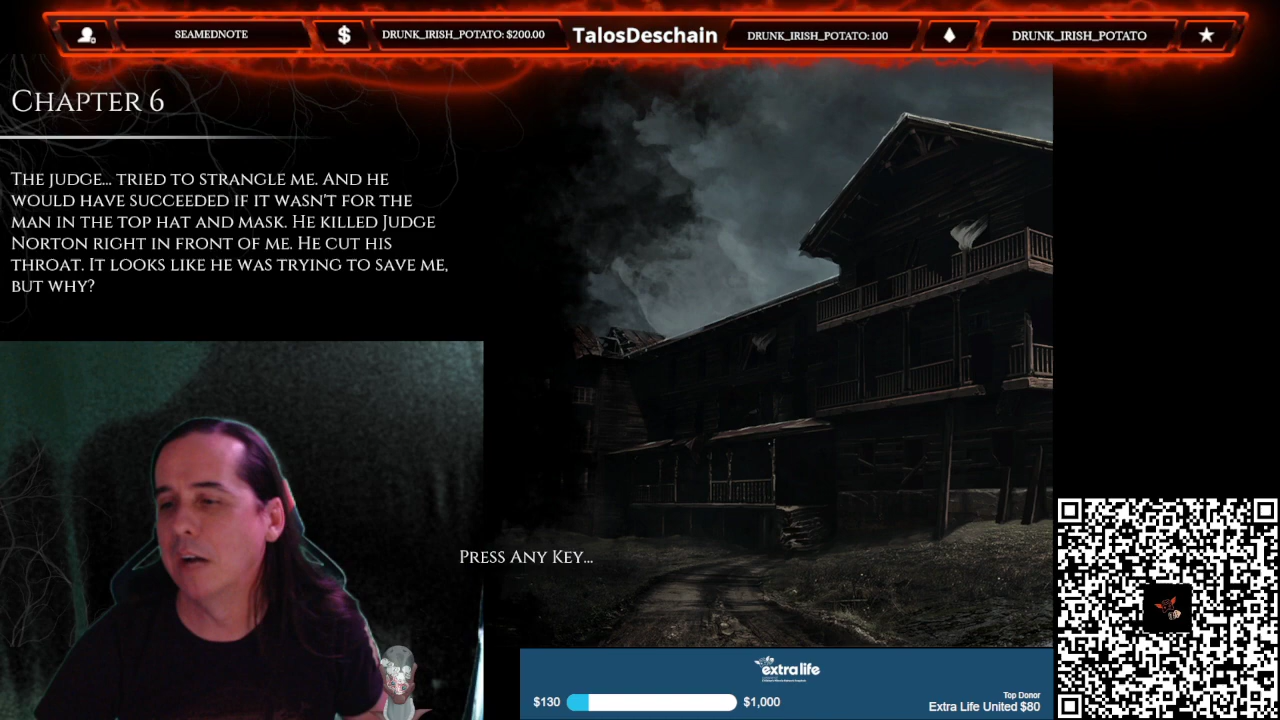 SEAMEDNOTE
$
DRUNK_IRISH_POTATO: $200.00
TalosDeschain
DRUNK_IRISH_POTATO: 100
DRUNK_IRISH_POTATO
CHAPTER 6
THE JUDGE... TRIED TO STRANGLE ME. AND HE
WOULD HAVE SUCCEEDED IF IT WASN'T FOR THE
MAN IN THE TOP HAT AND MASK. HE KILLED JUDGE
NORTON RIGHT IN FRONT OF ME. HE CUT HIS
THROAT. IT LOOKS LIKE HE WAS TRYING TO SAVE ME,
BUT WHY?
PRESS ANY KEY...
extra life
$130
$1,000
Top Donor
Extra Life United $80